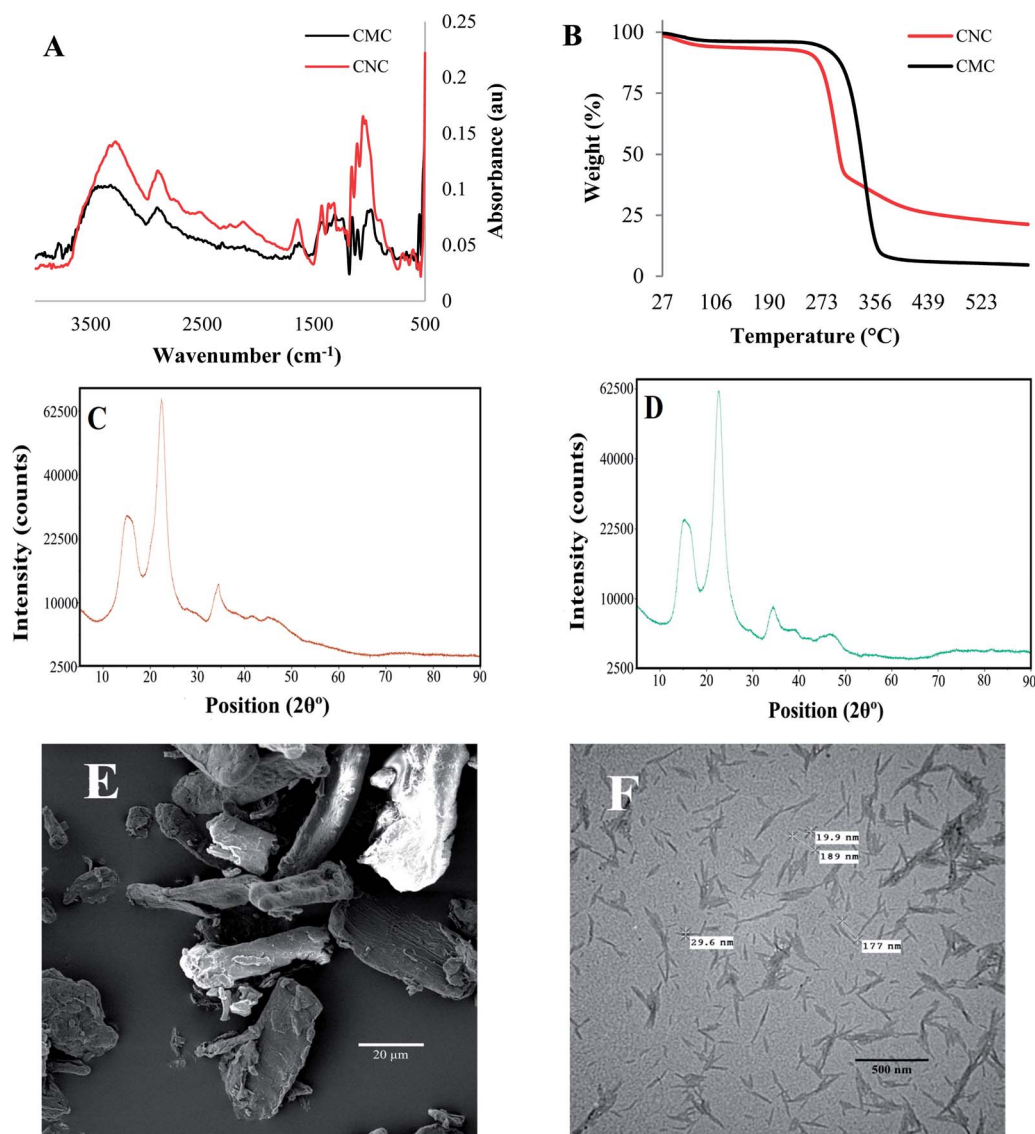 A
CMC
CNC
0.25
0.2
0.15
0.1
0.05
0
Absorbance (au)
3500 2500 1500 500
Wavenumber (cm-1)
B
CNC
CMC
100
75
50
25
0
Weight (%)
27 106 190 273 356 439 523
Temperature (°C)
C
62500
40000
22500
10000
2500
Intensity (counts)
10 20 30 40 50 60 70 80 90
Position (2θº)
D
62500
40000
22500
10000
2500
Intensity (counts)
10 20 30 40 50 60 70 80 90
Position (2θº)
E
20 µm
F
19.9 nm
189 nm
29.6 nm
177 nm
500 nm